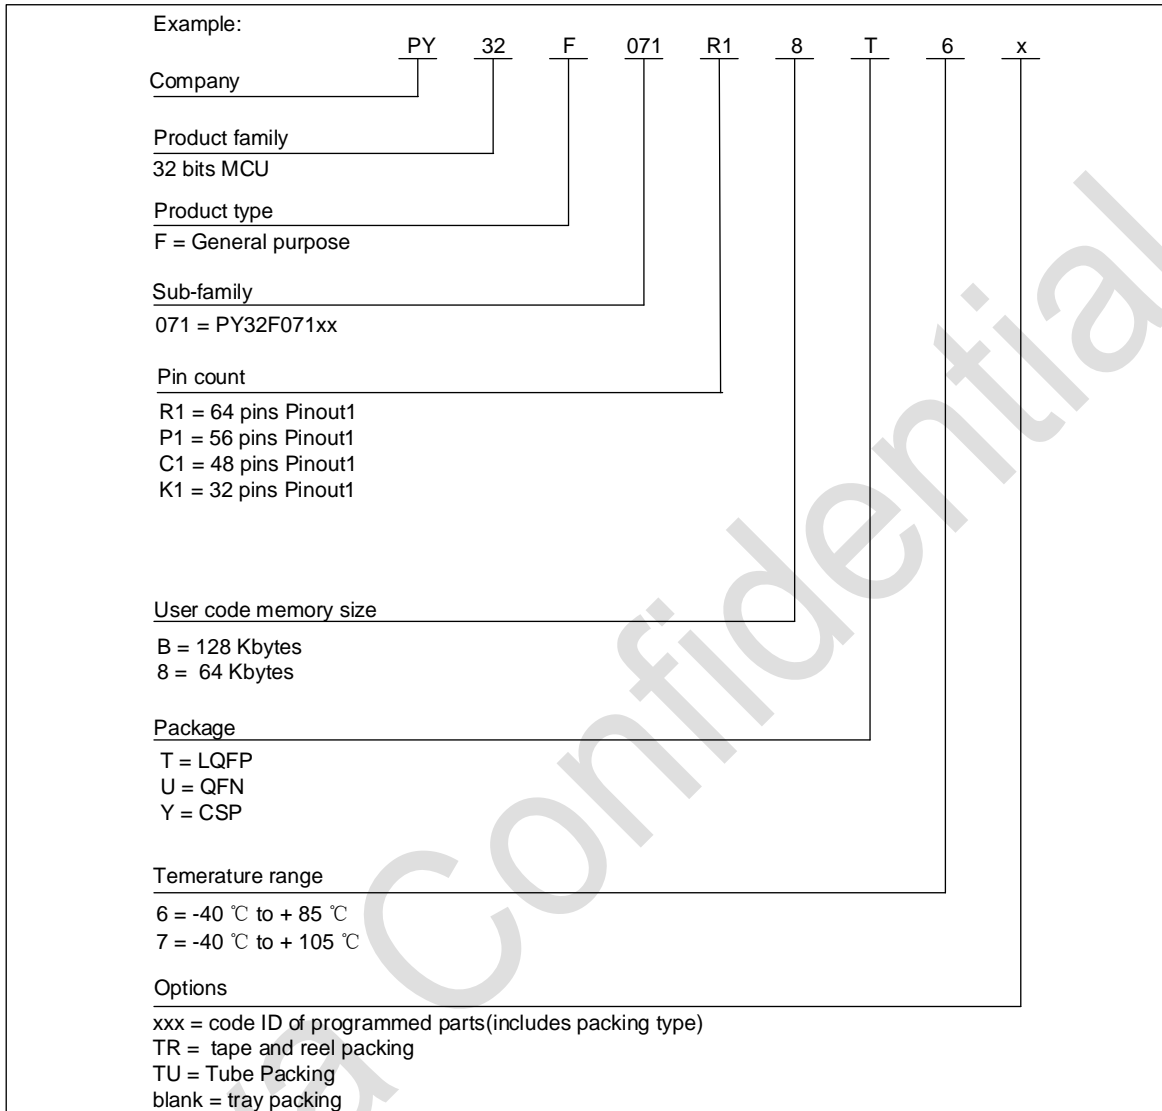 Example:
PY 32 F 071 R1 8 T 6 x
Company
Product family
32 bits MCU
Product type
F = General purpose
Sub-family
071 = PY32F071xx
Pin count
R1 = 64 pins Pinout1
P1 = 56 pins Pinout1
C1 = 48 pins Pinout1
K1 = 32 pins Pinout1
User code memory size
B = 128 Kbytes
8 = 64 Kbytes
Package
T = LQFP
U = QFN
Y = CSP
Temerature range
6 = -40 ℃ to + 85 ℃
7 = -40 ℃ to + 105 ℃
Options
xxx = code ID of programmed parts(includes packing type)
TR = tape and reel packing
TU = Tube Packing
blank = tray packing
Confidential